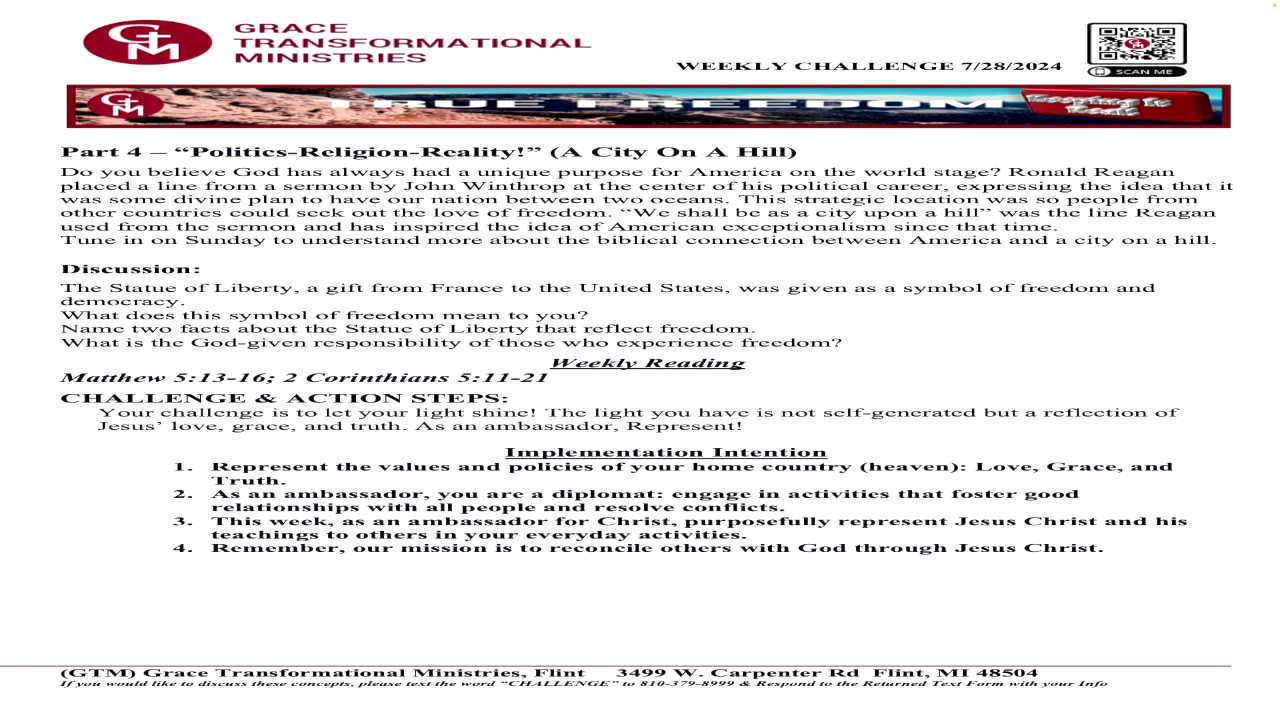 GRACE
TRANSFORMATIONAL
MINISTRIES
WEEKLY CHALLENGE 7/28/2024
SCAN ME
TRUE FREEDOM
Part 4 – “Politics-Religion-Reality!” (A City On A Hill)
Do you believe God has always had a unique purpose for America on the world stage? Ronald Reagan
placed a line from a sermon by John Winthrop at the center of his political career, expressing the idea that it
was some divine plan to have our nation between two oceans. This strategic location was so people from
other countries could seek out the love of freedom. “We shall be as a city upon a hill” was the line Reagan
used from the sermon and has inspired the idea of American exceptionalism since that time.
Tune in on Sunday to understand more about the biblical connection between America and a city on a hill.
Discussion:
The Statue of Liberty, a gift from France to the United States, was given as a symbol of freedom and
democracy.
What does this symbol of freedom mean to you?
Name two facts about the Statue of Liberty that reflect freedom.
What is the God-given responsibility of those who experience freedom?
Weekly Reading
Matthew 5:13-16; 2 Corinthians 5:11-21
CHALLENGE & ACTION STEPS:
Your challenge is to let your light shine! The light you have is not self-generated but a reflection of
Jesus’ love, grace, and truth. As an ambassador, Represent!
Implementation Intention
1. Represent the values and policies of your home country (heaven): Love, Grace, and
Truth.
2. As an ambassador, you are a diplomat: engage in activities that foster good
relationships with all people and resolve conflicts.
3. This week, as an ambassador for Christ, purposefully represent Jesus Christ and his
teachings to others in your everyday activities.
4. Remember, our mission is to reconcile others with God through Jesus Christ.
(GTM) Grace Transformational Ministries, Flint 3499 W. Carpenter Rd Flint, MI 48504
If you would like to discuss these concepts, please text the word “CHALLENGE” to 810-379-8999 & Respond to the Returned Text Form with your Info